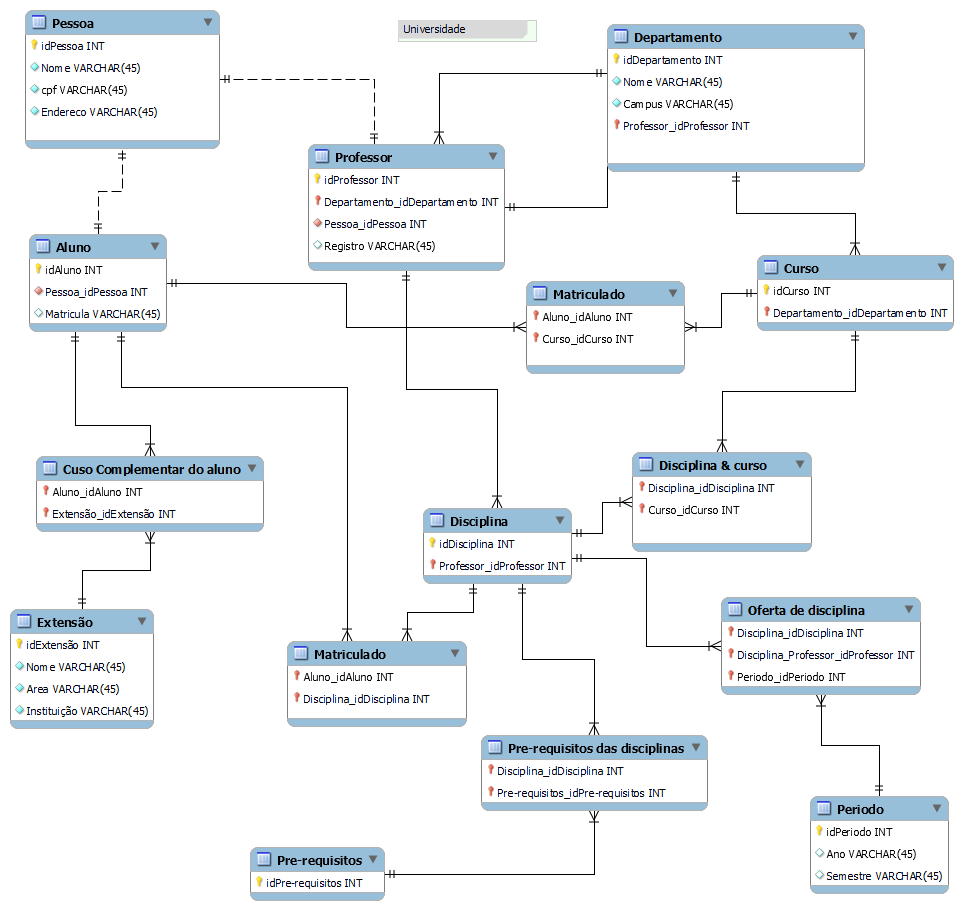 Universidade
Pessoa
idPessoa INT
Nome VARCHAR(45)
cpf VARCHAR(45)
Endereco VARCHAR(45)
Departamento
idDepartamento INT
Nome VARCHAR(45)
Campus VARCHAR(45)
Professor_idProfessor INT
Professor
idProfessor INT
Departamento_idDepartamento INT
Pessoa_idPessoa INT
Registro VARCHAR(45)
Aluno
idAluno INT
Pessoa_idPessoa INT
Matricula VARCHAR(45)
Matriculado
Aluno_idAluno INT
Curso_idCurso INT
Curso
idCurso INT
Departamento_idDepartamento INT
Cuso Complementar do aluno
Aluno_idAluno INT
Extensão_idExtensão INT
Disciplina & curso
Disciplina_idDisciplina INT
Curso_idCurso INT
Disciplina
idDisciplina INT
Professor_idProfessor INT
Extensão
idExtensão INT
Nome VARCHAR(45)
Area VARCHAR(45)
Instituição VARCHAR(45)
Matriculado
Aluno_idAluno INT
Disciplina_idDisciplina INT
Oferta de disciplina
Disciplina_idDisciplina INT
Disciplina_Professor_idProfessor INT
Periodo_idPeriodo INT
Pre-requisitos das disciplinas
Disciplina_idDisciplina INT
Pre-requisitos_idPre-requisitos INT
Pre-requisitos
idPre-requisitos INT
Periodo
idPeriodo INT
Ano VARCHAR(45)
Semestre VARCHAR(45)